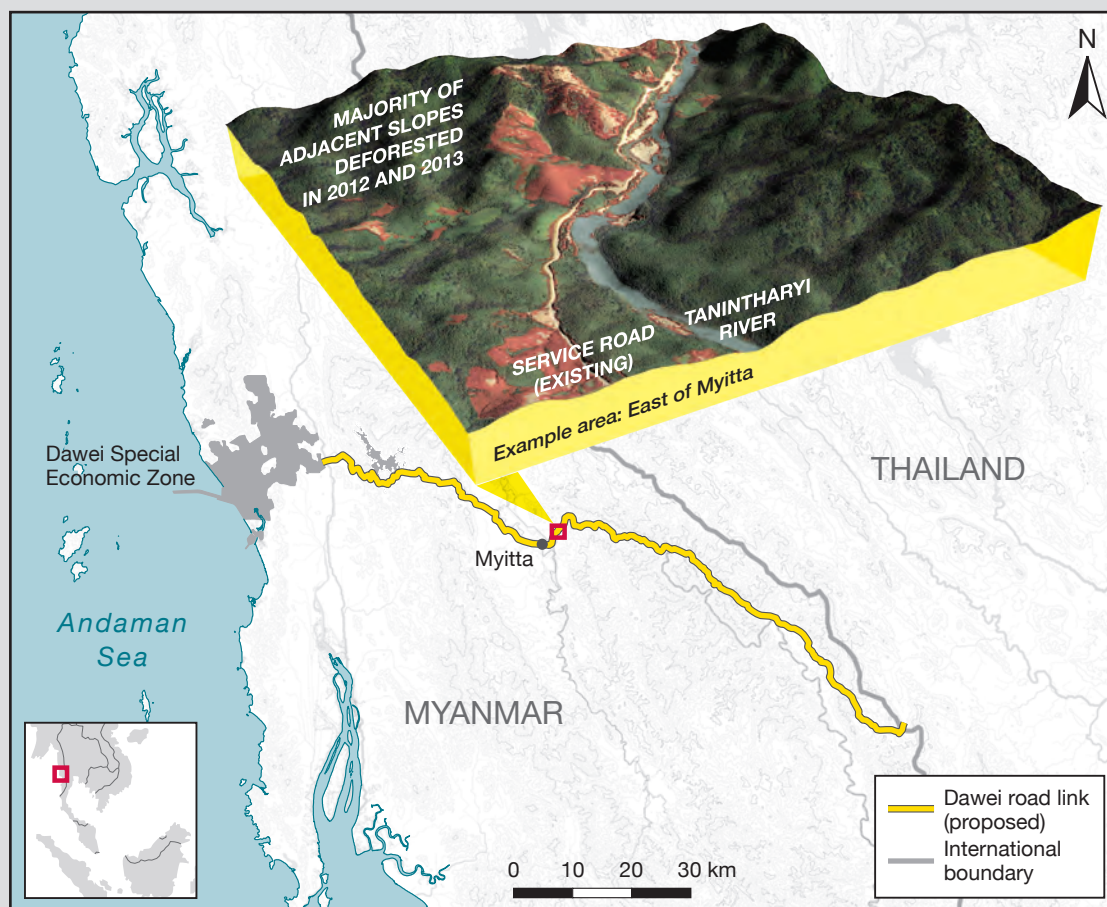 N
MAJORITY OF
ADJACENT SLOPES
DEFORESTED
IN 2012 AND 2013
SERVICE ROAD
(EXISTING)
TANINTHARYI
RIVER
Example area: East of Myitta
Dawei Special
Economic Zone
THAILAND
Myitta
Andaman
Sea
MYANMAR
Dawei road link
(proposed)
International
boundary
0 10 20 30 km